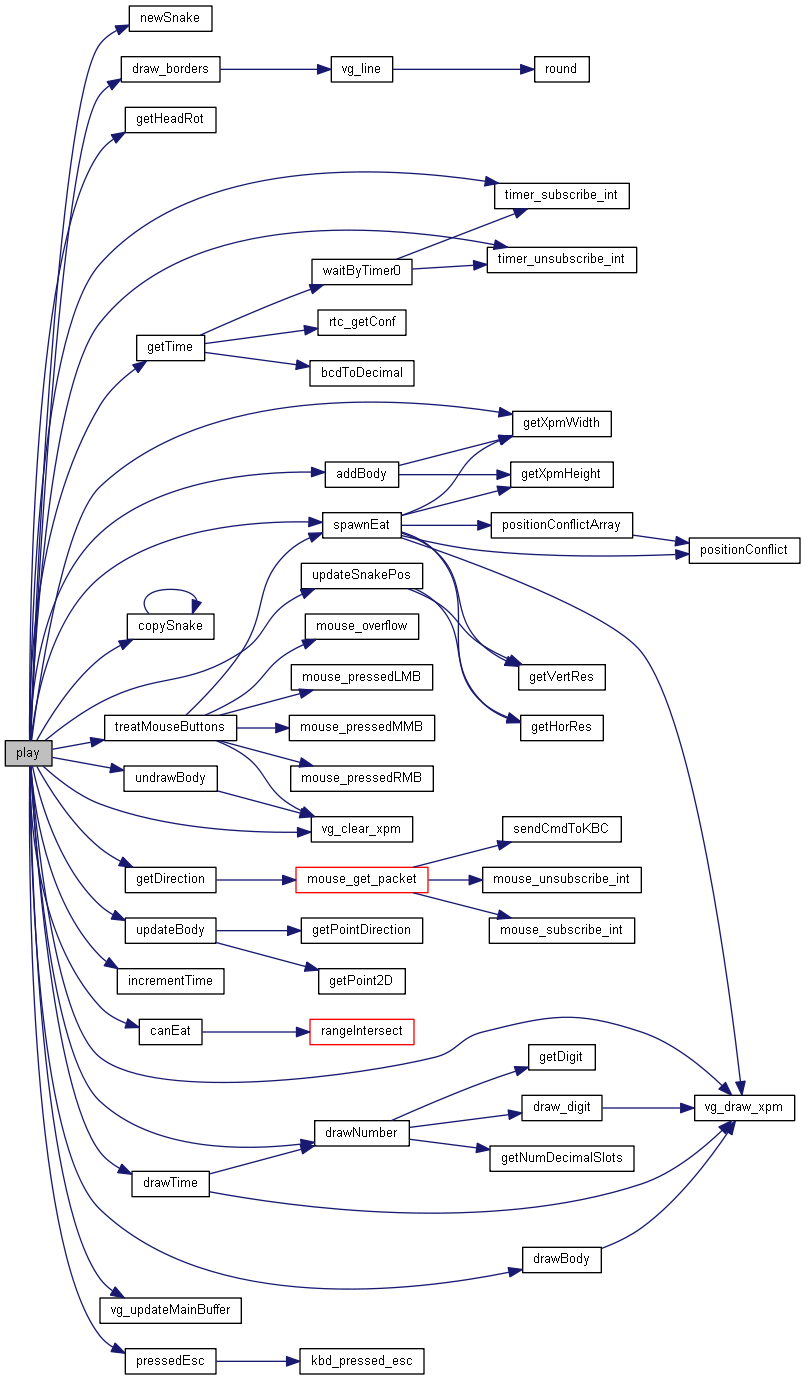 newSnake
draw_borders
vg_line
round
getHeadRot
timer_subscribe_int
timer_unsubscribe_int
waitByTimer0
rtc_getConf
getTime
bcdToDecimal
getXpmWidth
addBody
getXpmHeight
spawnEat
positionConflictArray
positionConflict
updateSnakePos
copySnake
mouse_overflow
getVertRes
mouse_pressedLMB
treatMouseButtons
mouse_pressedMMB
getHorRes
play
undrawBody
mouse_pressedRMB
vg_clear_xpm
sendCmdToKBC
getDirection
mouse_get_packet
mouse_unsubscribe_int
updateBody
getPointDirection
mouse_subscribe_int
incrementTime
getPoint2D
canEat
rangeIntersect
getDigit
draw_digit
vg_draw_xpm
drawNumber
getNumDecimalSlots
drawTime
drawBody
vg_updateMainBuffer
pressedEsc
kbd_pressed_esc